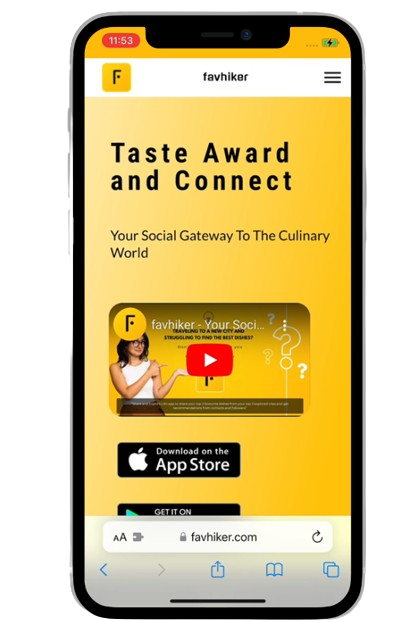 11:53
F
favhiker
Taste Award
and Connect
Your Social Gateway To The Culinary
World
F
favhiker - Your Soci...
TRAVELING TO A NEW CITY AND
STRUGGLING TO FIND THE BEST DISHES?
?
?
?
Download on the
App Store
GET IT ON
AA
favhiker.com